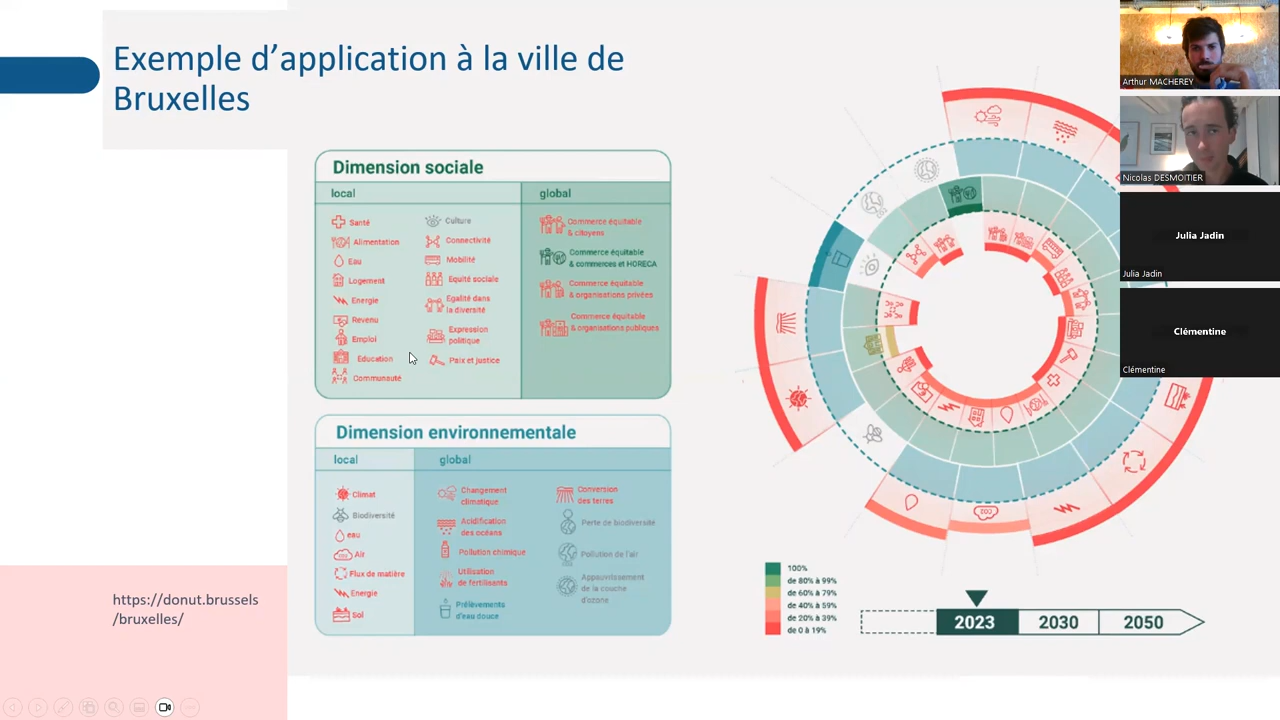 Exemple d’application à la ville de
Bruxelles
Dimension sociale
local
global
Santé
Alimentation
Eau
Logement
Energie
Revenu
Emploi
Education
Communauté
Culture
Connectivité
Mobilité
Equité sociale
Egalité dans
la diversité
Expression
politique
Paix et justice
Commerce équitable
& citoyens
Commerce équitable
& commerces et HORECA
Commerce équitable
& organisations privées
Commerce équitable
& organisations publiques
Dimension environnementale
local
global
Climat
Biodiversité
eau
Air
Flux de matière
Energie
Sol
Changement
climatique
Acidification
des océans
Pollution chimique
Utilisation
de fertilisants
Prélèvements
d'eau douce
Conversion
des terres
Perte de biodiversité
Pollution de l'air
Appauvrissement
de la couche
d'ozone
https://donut.brussels
/bruxelles/
100%
de 80% à 99%
de 60% à 79%
de 40% à 59%
de 20% à 39%
de 0 à 19%
2023
2030
2050
Arthur MACHEREY
Nicolas DESMOITIER
Julia Jadin
Julia Jadin
Clémentine
Clémentine